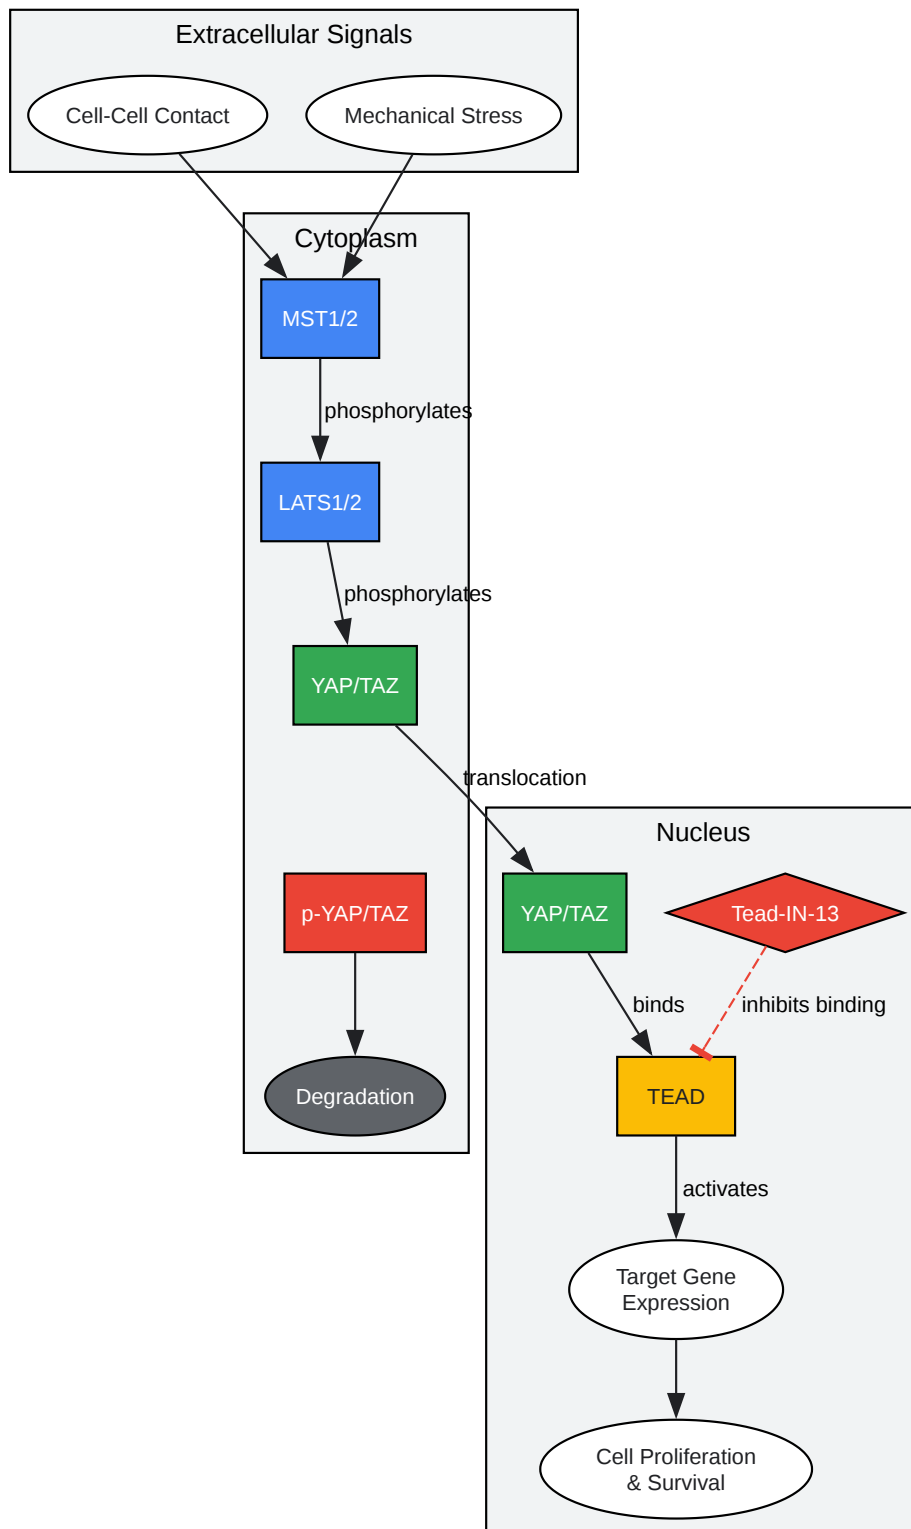 Extracellular Signals
Cell-Cell Contact
Mechanical Stress
Cytoplasm
MST1/2
phosphorylates
LATS1/2
phosphorylates
YAP/TAZ
translocation
Nucleus
p-YAP/TAZ
YAP/TAZ
Tead-IN-13
binds
inhibits binding
Degradation
TEAD
activates
Target Gene
Expression
Cell Proliferation
& Survival